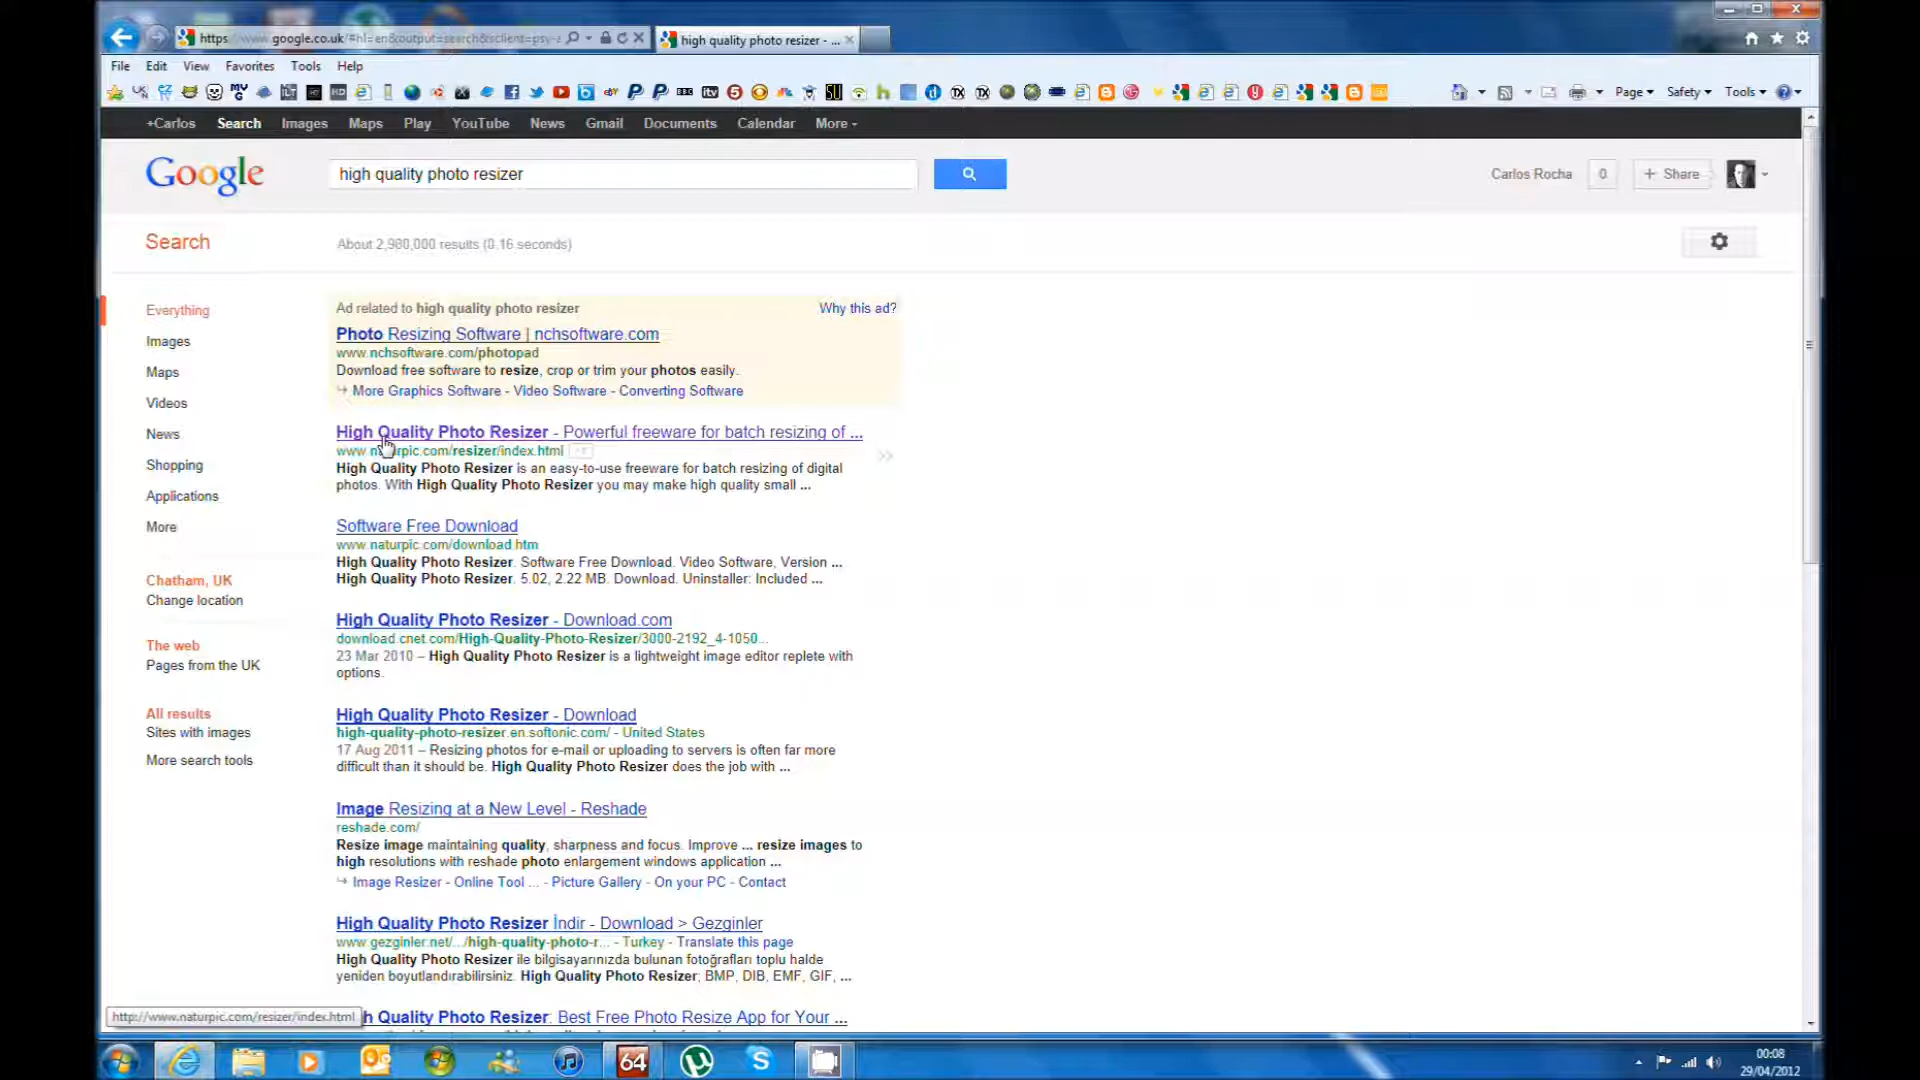 https://www.google.co.uk/#hl=en&output=search&sclient=psy-a
high quality photo resizer - ...
File Edit View Favorites Tools Help
Page Safety Tools
+Carlos Search Images Maps Play YouTube News Gmail Documents Calendar More
Google
high quality photo resizer
Carlos Rocha 0 + Share
Search
About 2,980,000 results (0.16 seconds)
Everything
Images
Maps
Videos
News
Shopping
Applications
More
Chatham, UK
Change location
The web
Pages from the UK
All results
Sites with images
More search tools
Ad related to high quality photo resizer
Why this ad?
Photo Resizing Software | nchsoftware.com
www.nchsoftware.com/photopad
Download free software to resize, crop or trim your photos easily.
More Graphics Software - Video Software - Converting Software
High Quality Photo Resizer - Powerful freeware for batch resizing of ...
www.naturpic.com/resizer/index.html
High Quality Photo Resizer is an easy-to-use freeware for batch resizing of digital
photos. With High Quality Photo Resizer you may make high quality small ...
Software Free Download
www.naturpic.com/download.htm
High Quality Photo Resizer. Software Free Download. Video Software, Version ...
High Quality Photo Resizer. 5.02, 2.22 MB. Download. Uninstaller: Included ...
High Quality Photo Resizer - Download.com
download.cnet.com/High-Quality-Photo-Resizer/3000-2192_4-1050...
23 Mar 2010 – High Quality Photo Resizer is a lightweight image editor replete with
options.
High Quality Photo Resizer - Download
high-quality-photo-resizer.en.softonic.com/ - United States
17 Aug 2011 – Resizing photos for e-mail or uploading to servers is often far more
difficult than it should be. High Quality Photo Resizer does the job with ...
Image Resizing at a New Level - Reshade
reshade.com/
Resize image maintaining quality, sharpness and focus. Improve ... resize images to
high resolutions with reshade photo enlargement windows application ...
Image Resizer - Online Tool ... - Picture Gallery - On your PC - Contact
High Quality Photo Resizer İndir - Download > Gezginler
www.gezginler.net/.../high-quality-photo-r... - Turkey - Translate this page
High Quality Photo Resizer ile bilgisayarınızda bulunan fotoğrafları toplu halde
yeniden boyutlandırabilirsiniz. High Quality Photo Resizer; BMP, DIB, EMF, GIF, ...
h Quality Photo Resizer: Best Free Photo Resize App for Your ...
http://www.naturpic.com/resizer/index.html
64
00:08
29/04/2012